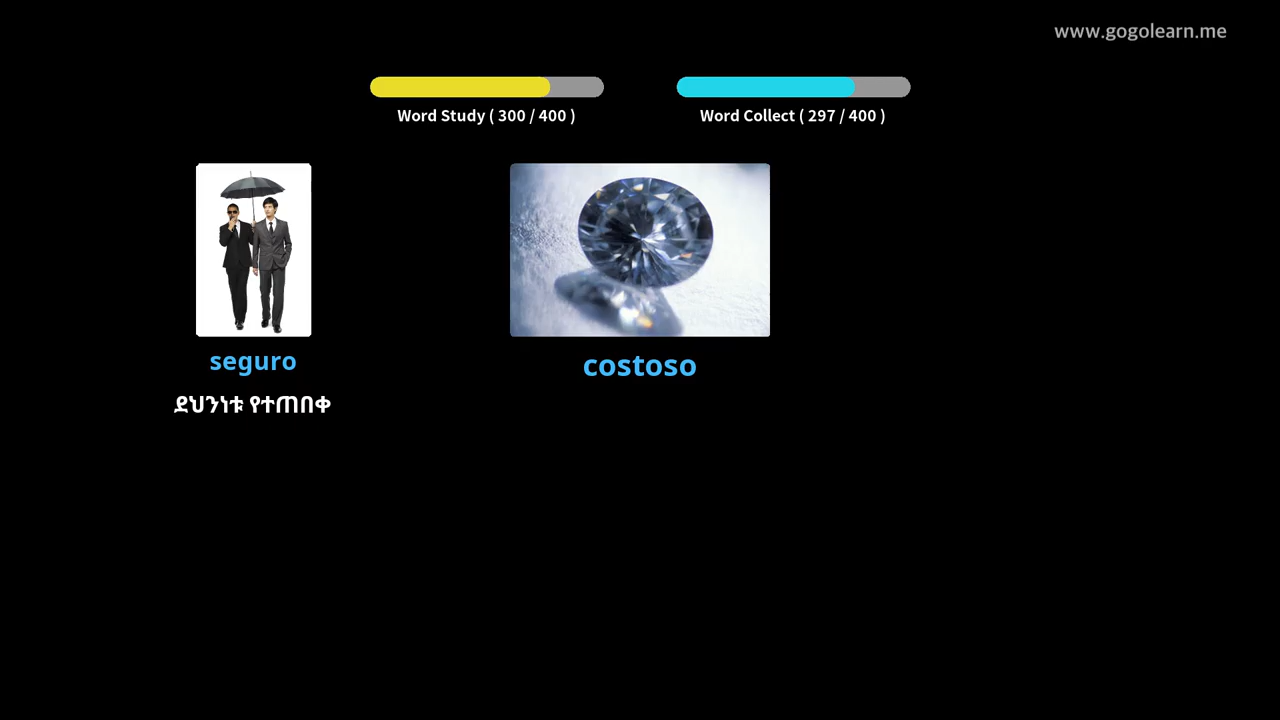 www.gogolearn.me
Word Study ( 300 / 400 )
Word Collect ( 297 / 400 )
seguro
ደህንነቱ የተጠበቀ
costoso